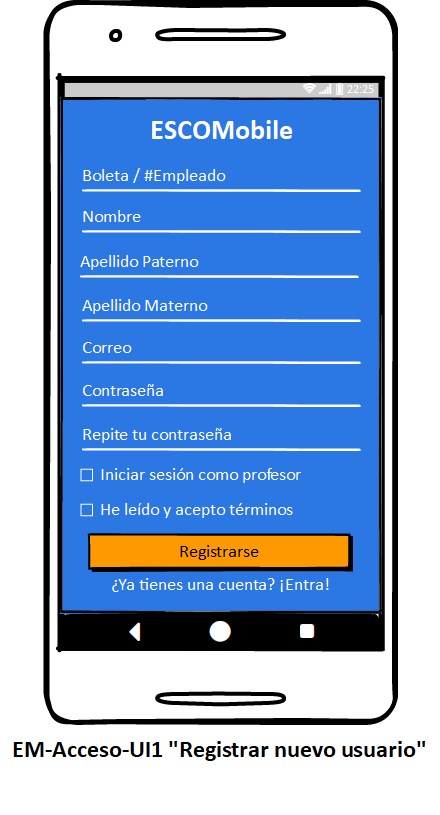 22:25
ESCOMobile
Boleta / #Empleado
Nombre
Apellido Paterno
Apellido Materno
Correo
Contraseña
Repite tu contraseña
Iniciar sesión como profesor
He leído y acepto términos
Registrarse
¿Ya tienes una cuenta? ¡Entra!
EM-Acceso-UI1 "Registrar nuevo usuario"